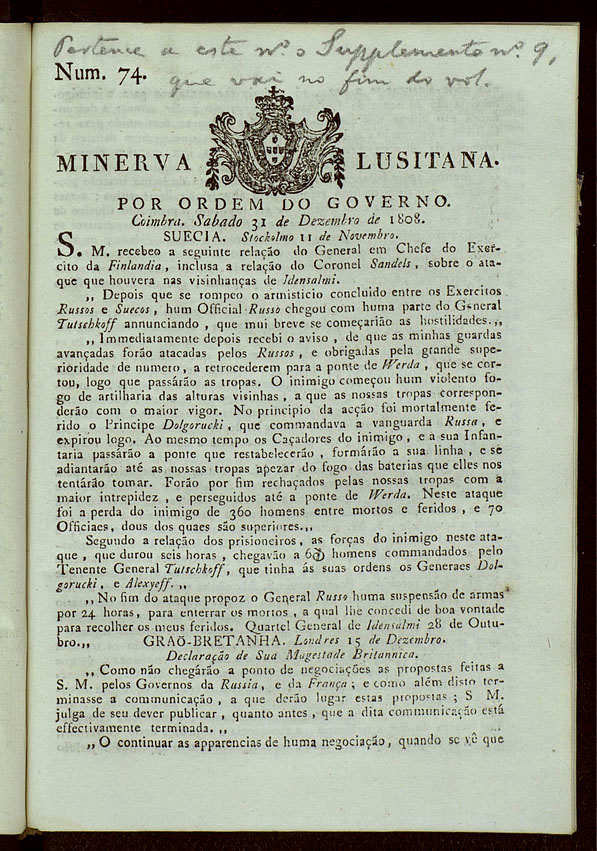 Pertence a este nº o Supplemento nº 9,
que vai no fim do vol.
Num. 74.
MINERVA LUSITANA.
POR ORDEM DO GOVERNO.
Coimbra. Sabado 31 de Dezembro de 1808.
SUECIA. Stockolmo 11 de Novembro.
S. M. recebeo a seguinte relação do General em Chefe do Exer-
cito da Finlandia, inclusa a relação do Coronel Sandels, sobre o ata-
que que houvera nas visinhanças de Idensalmi.
,, Depois que se rompeo o armisticio concluido entre os Exercitos
Russos e Suecos, hum Official Russo chegou com huma parte do General
Tutschkoff annunciando, que mui breve se começarião as hostilidades.,,
,, Immediatamente depois recebi o aviso, de que as minhas guardas
avançadas forão atacadas pelos Russos, e obrigadas pela grande supe-
rioridade de numero, a retrocederem para a ponte de Werda, que se cor-
tou, logo que passárão as tropas. O inimigo começou hum violento fo-
go de artilharia das alturas visinhas, a que as nossas tropas correspon-
derão com o maior vigor. No principio da acção foi mortalmente fe-
rido o Principe Dolgorucki, que commandava a vanguarda Russa, e
expirou logo. Ao mesmo tempo os Caçadores do inimigo, e a sua Infan-
taria passárão a ponte que restabelecerão, formárão a sua linha, e se
adiantarão até as nossas tropas apezar do fogo das baterias que elles nos
tentárão tomar. Forão por fim rechaçados pelas nossas tropas com a
maior intrepidez, e perseguidos até a ponte de Werda. Neste ataque
foi a perda do inimigo de 360 homens entre mortos e feridos, e 70
Officiaes, dous dos quaes são superiores.,,
Segundo a relação dos prisioneiros, as forças do inimigo neste ata-
que, que durou seis horas, chegavão a homens commandados pelo
Tenente General Tutschkoff, que tinha ás suas ordens os Generaes Dol-
gorucki, e Alexyeff. ,,
,, No fim do ataque propoz o General Russo huma suspensão de armas
por 24 horas, para enterrar os mortos, a qual lhe concedi de boa vontade
para recolher os meus feridos. Quartel General de Idensalmi 28 de Outu-
bro.,, GRAÕ-BRETANHA. Londres 15 de Dezembro.
Declaração de Sua Magestade Britannica.
,, Como não chegárão a ponto de negociações as propostas feitas a
S. M. pelos Governos da Russia, e da França; e como além disto ter-
minasse a communicação, a que derão lugar estas propostas; S M.
julga de seu dever publicar, quanto antes, que a dita communicação está
effectivamente terminada. ,,
,, O continuar as apparencias de huma negociação, quando se vê que